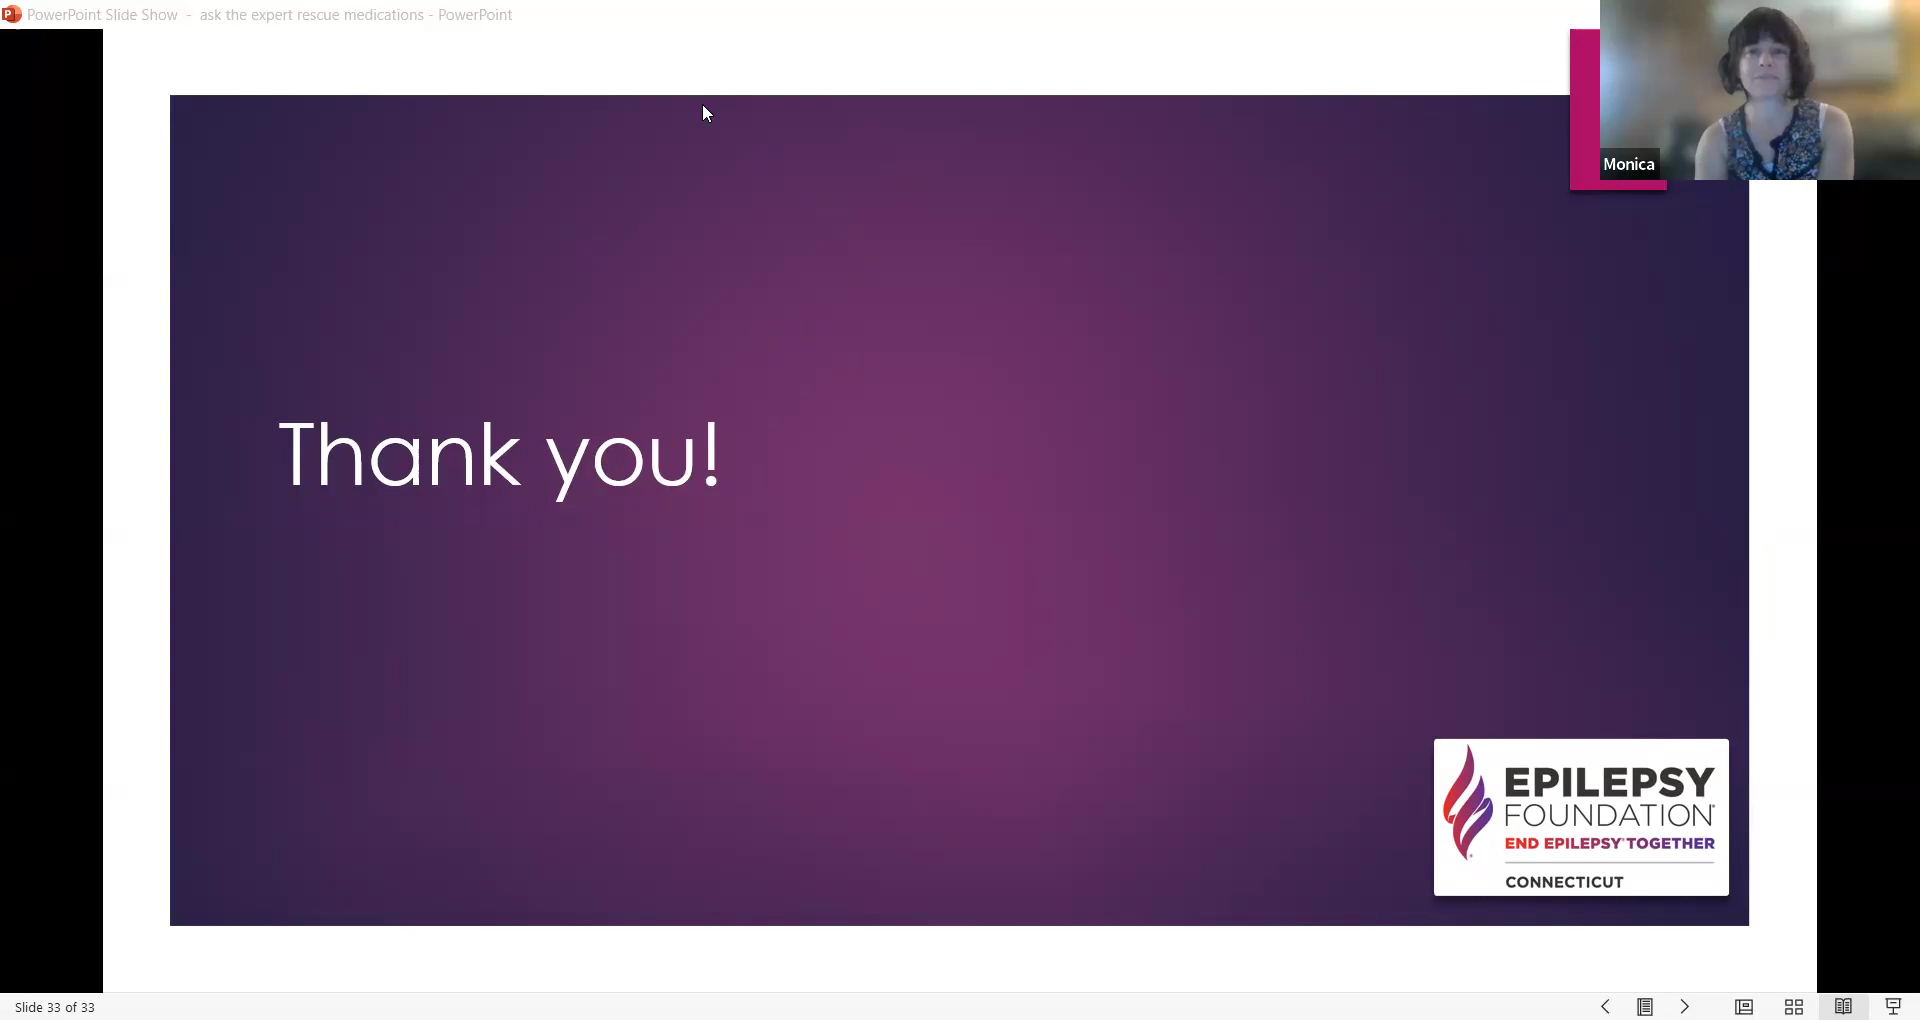 PowerPoint Slide Show - ask the expert rescue medications - PowerPoint
Monica
Thank you!
EPILEPSY
FOUNDATION®
END EPILEPSY® TOGETHER
CONNECTICUT
Slide 33 of 33